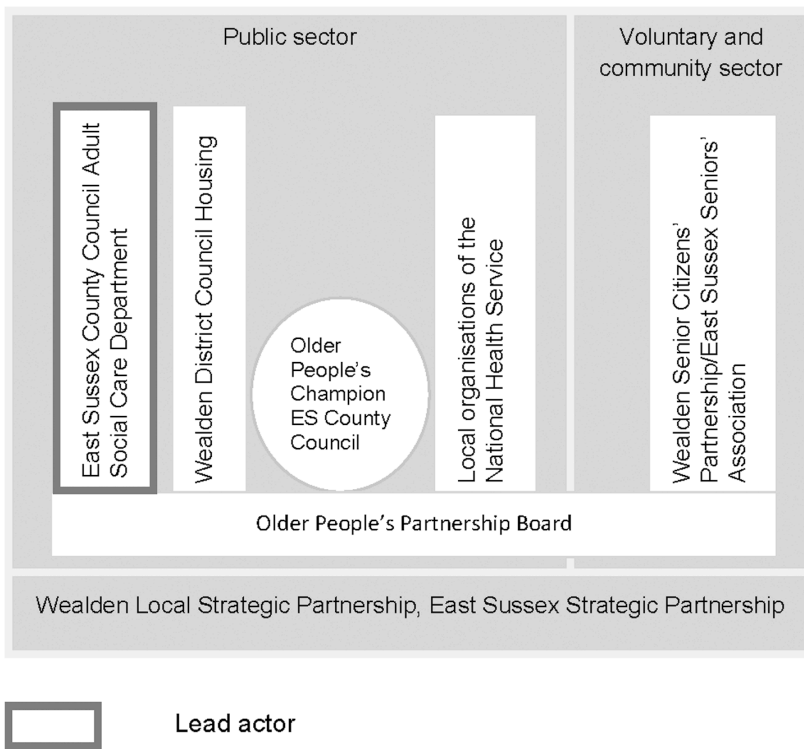 Public sector
Voluntary and
community sector
East Sussex County Council Adult
Social Care Department
Wealden District Council Housing
Older
People's
Champion
ES County
Council
Local organisations of the
National Health Service
Wealden Senior Citizens'
Partnership/East Sussex Seniors'
Association
Older People's Partnership Board
Wealden Local Strategic Partnership, East Sussex Strategic Partnership
Lead actor